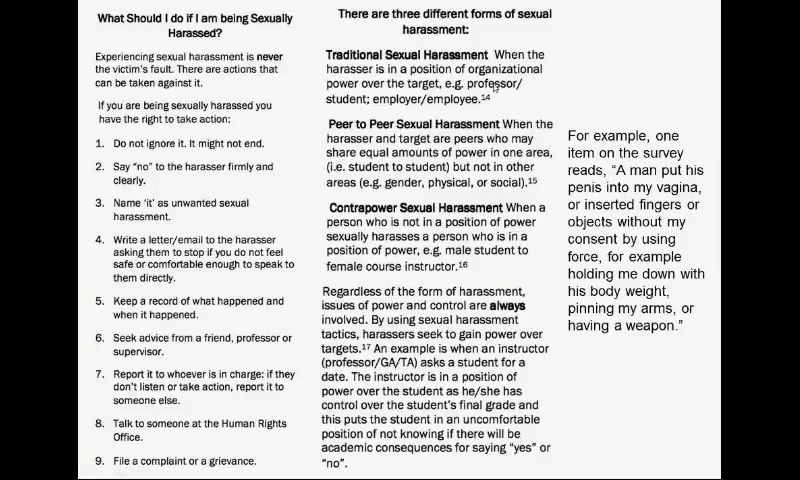 What Should I do if I am being Sexually
Harassed?
Experiencing sexual harassment is never
the victim's fault. There are actions that
can be taken against it.
If you are being sexually harassed you
have the right to take action:
1. Do not ignore it. It might not end.
2. Say “no” to the harasser firmly and
clearly.
3. Name ‘it’ as unwanted sexual
harassment.
4. Write a letter/email to the harasser
asking them to stop if you do not feel
safe or comfortable enough to speak to
them directly.
5. Keep a record of what happened and
when it happened.
6. Seek advice from a friend, professor or
supervisor.
7. Report it to whoever is in charge: if they
don't listen or take action, report it to
someone else.
8. Talk to someone at the Human Rights
Office.
9. File a complaint or a grievance.
There are three different forms of sexual
harassment:
Traditional Sexual Harassment When the
harasser is in a position of organizational
power over the target, e.g. professor/
student; employer/employee.¹⁴
Peer to Peer Sexual Harassment When the
harasser and target are peers who may
share equal amounts of power in one area,
(i.e. student to student) but not in other
areas (e.g. gender, physical, or social).¹⁵
Contrapower Sexual Harassment When a
person who is not in a position of power
sexually harasses a person who is in a
position of power, e.g. male student to
female course instructor.¹⁶
Regardless of the form of harassment,
issues of power and control are always
involved. By using sexual harassment
tactics, harassers seek to gain power over
targets.¹⁷ An example is when an instructor
(professor/GA/TA) asks a student for a
date. The instructor is in a position of
power over the student as he/she has
control over the student's final grade and
this puts the student in an uncomfortable
position of not knowing if there will be
academic consequences for saying “yes” or
“no”.
For example, one
item on the survey
reads, “A man put his
penis into my vagina,
or inserted fingers or
objects without my
consent by using
force, for example
holding me down with
his body weight,
pinning my arms, or
having a weapon.”